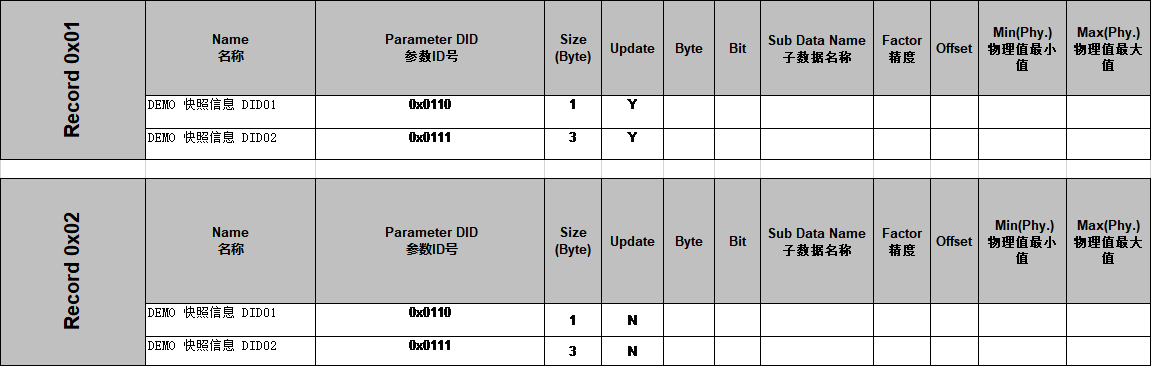 Record 0x01
Name
名称
Parameter DID
参数ID号
Size
(Byte)
Update
Byte
Bit
Sub Data Name
子数据名称
Factor
精度
Offset
Min(Phy.)
物理值最小
值
Max(Phy.)
物理值最大
值
DEMO 快照信息 DID01 0x0110 1 Y
DEMO 快照信息 DID02 0x0111 3 Y
Record 0x02
Name
名称
Parameter DID
参数ID号
Size
(Byte)
Update
Byte
Bit
Sub Data Name
子数据名称
Factor
精度
Offset
Min(Phy.)
物理值最小
值
Max(Phy.)
物理值最大
值
DEMO 快照信息 DID01 0x0110 1 N
DEMO 快照信息 DID02 0x0111 3 N